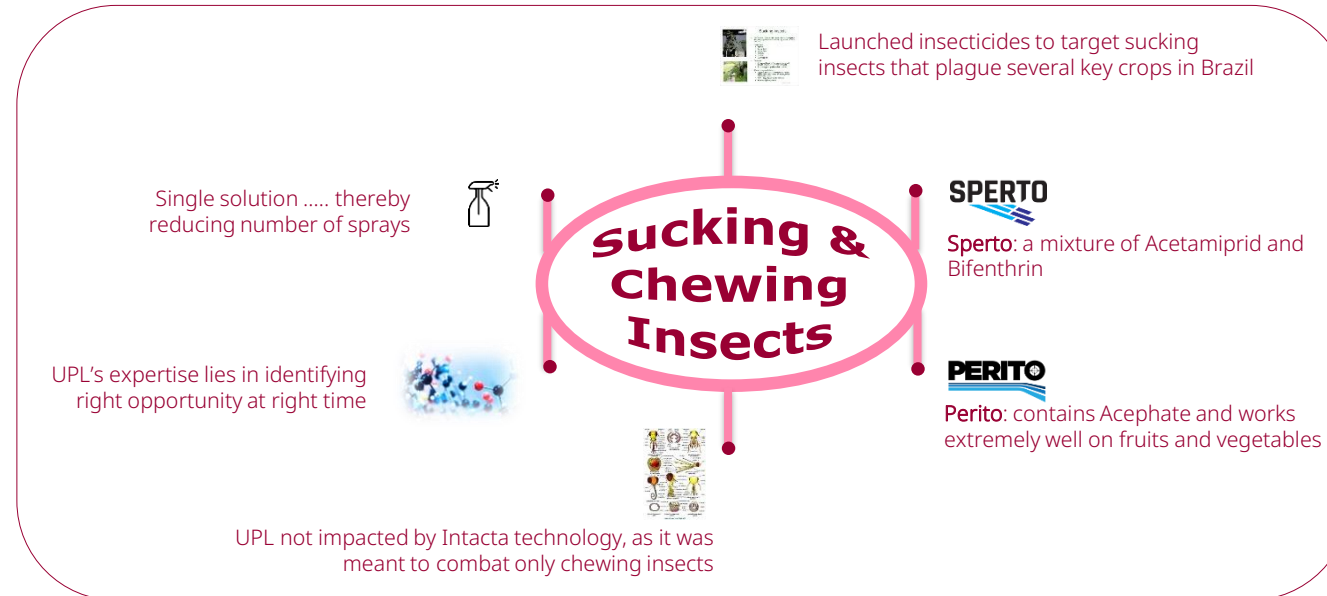 Launched insecticides to target sucking
insects that plague several key crops in Brazil
Single solution ..... thereby
reducing number of sprays
SPERTO
Sperto: a mixture of Acetamiprid and
Bifenthrin
Sucking &
Chewing
Insects
UPL’s expertise lies in identifying
right opportunity at right time
PERITO
Perito: contains Acephate and works
extremely well on fruits and vegetables
UPL not impacted by Intacta technology, as it was
meant to combat only chewing insects